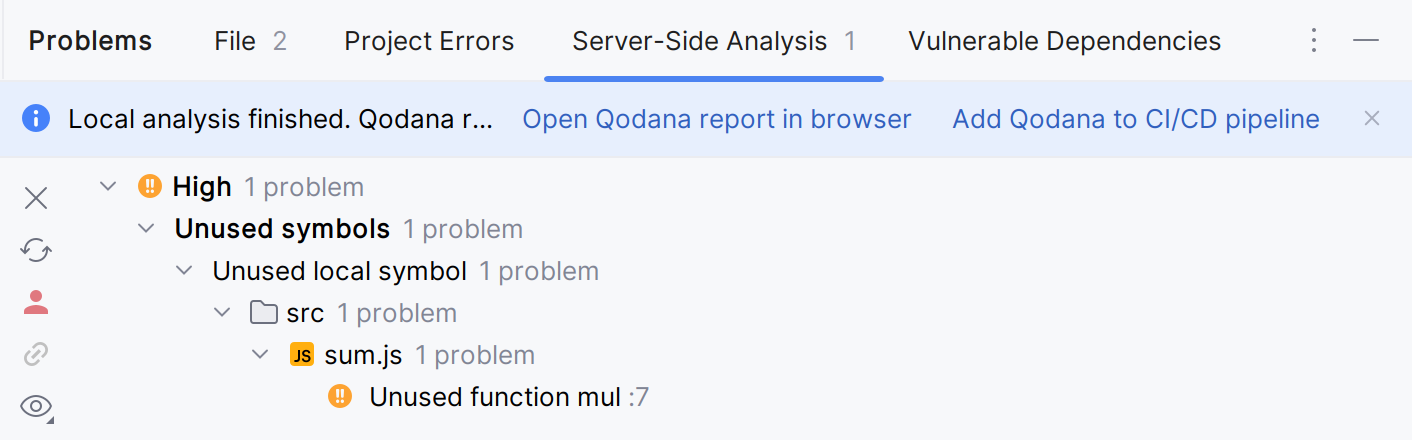 Problems File 2 Project Errors Server-Side Analysis 1 Vulnerable Dependencies
Local analysis finished. Qodana r... Open Qodana report in browser Add Qodana to CI/CD pipeline
High 1 problem
Unused symbols 1 problem
Unused local symbol 1 problem
src 1 problem
JS sum.js 1 problem
Unused function mul :7